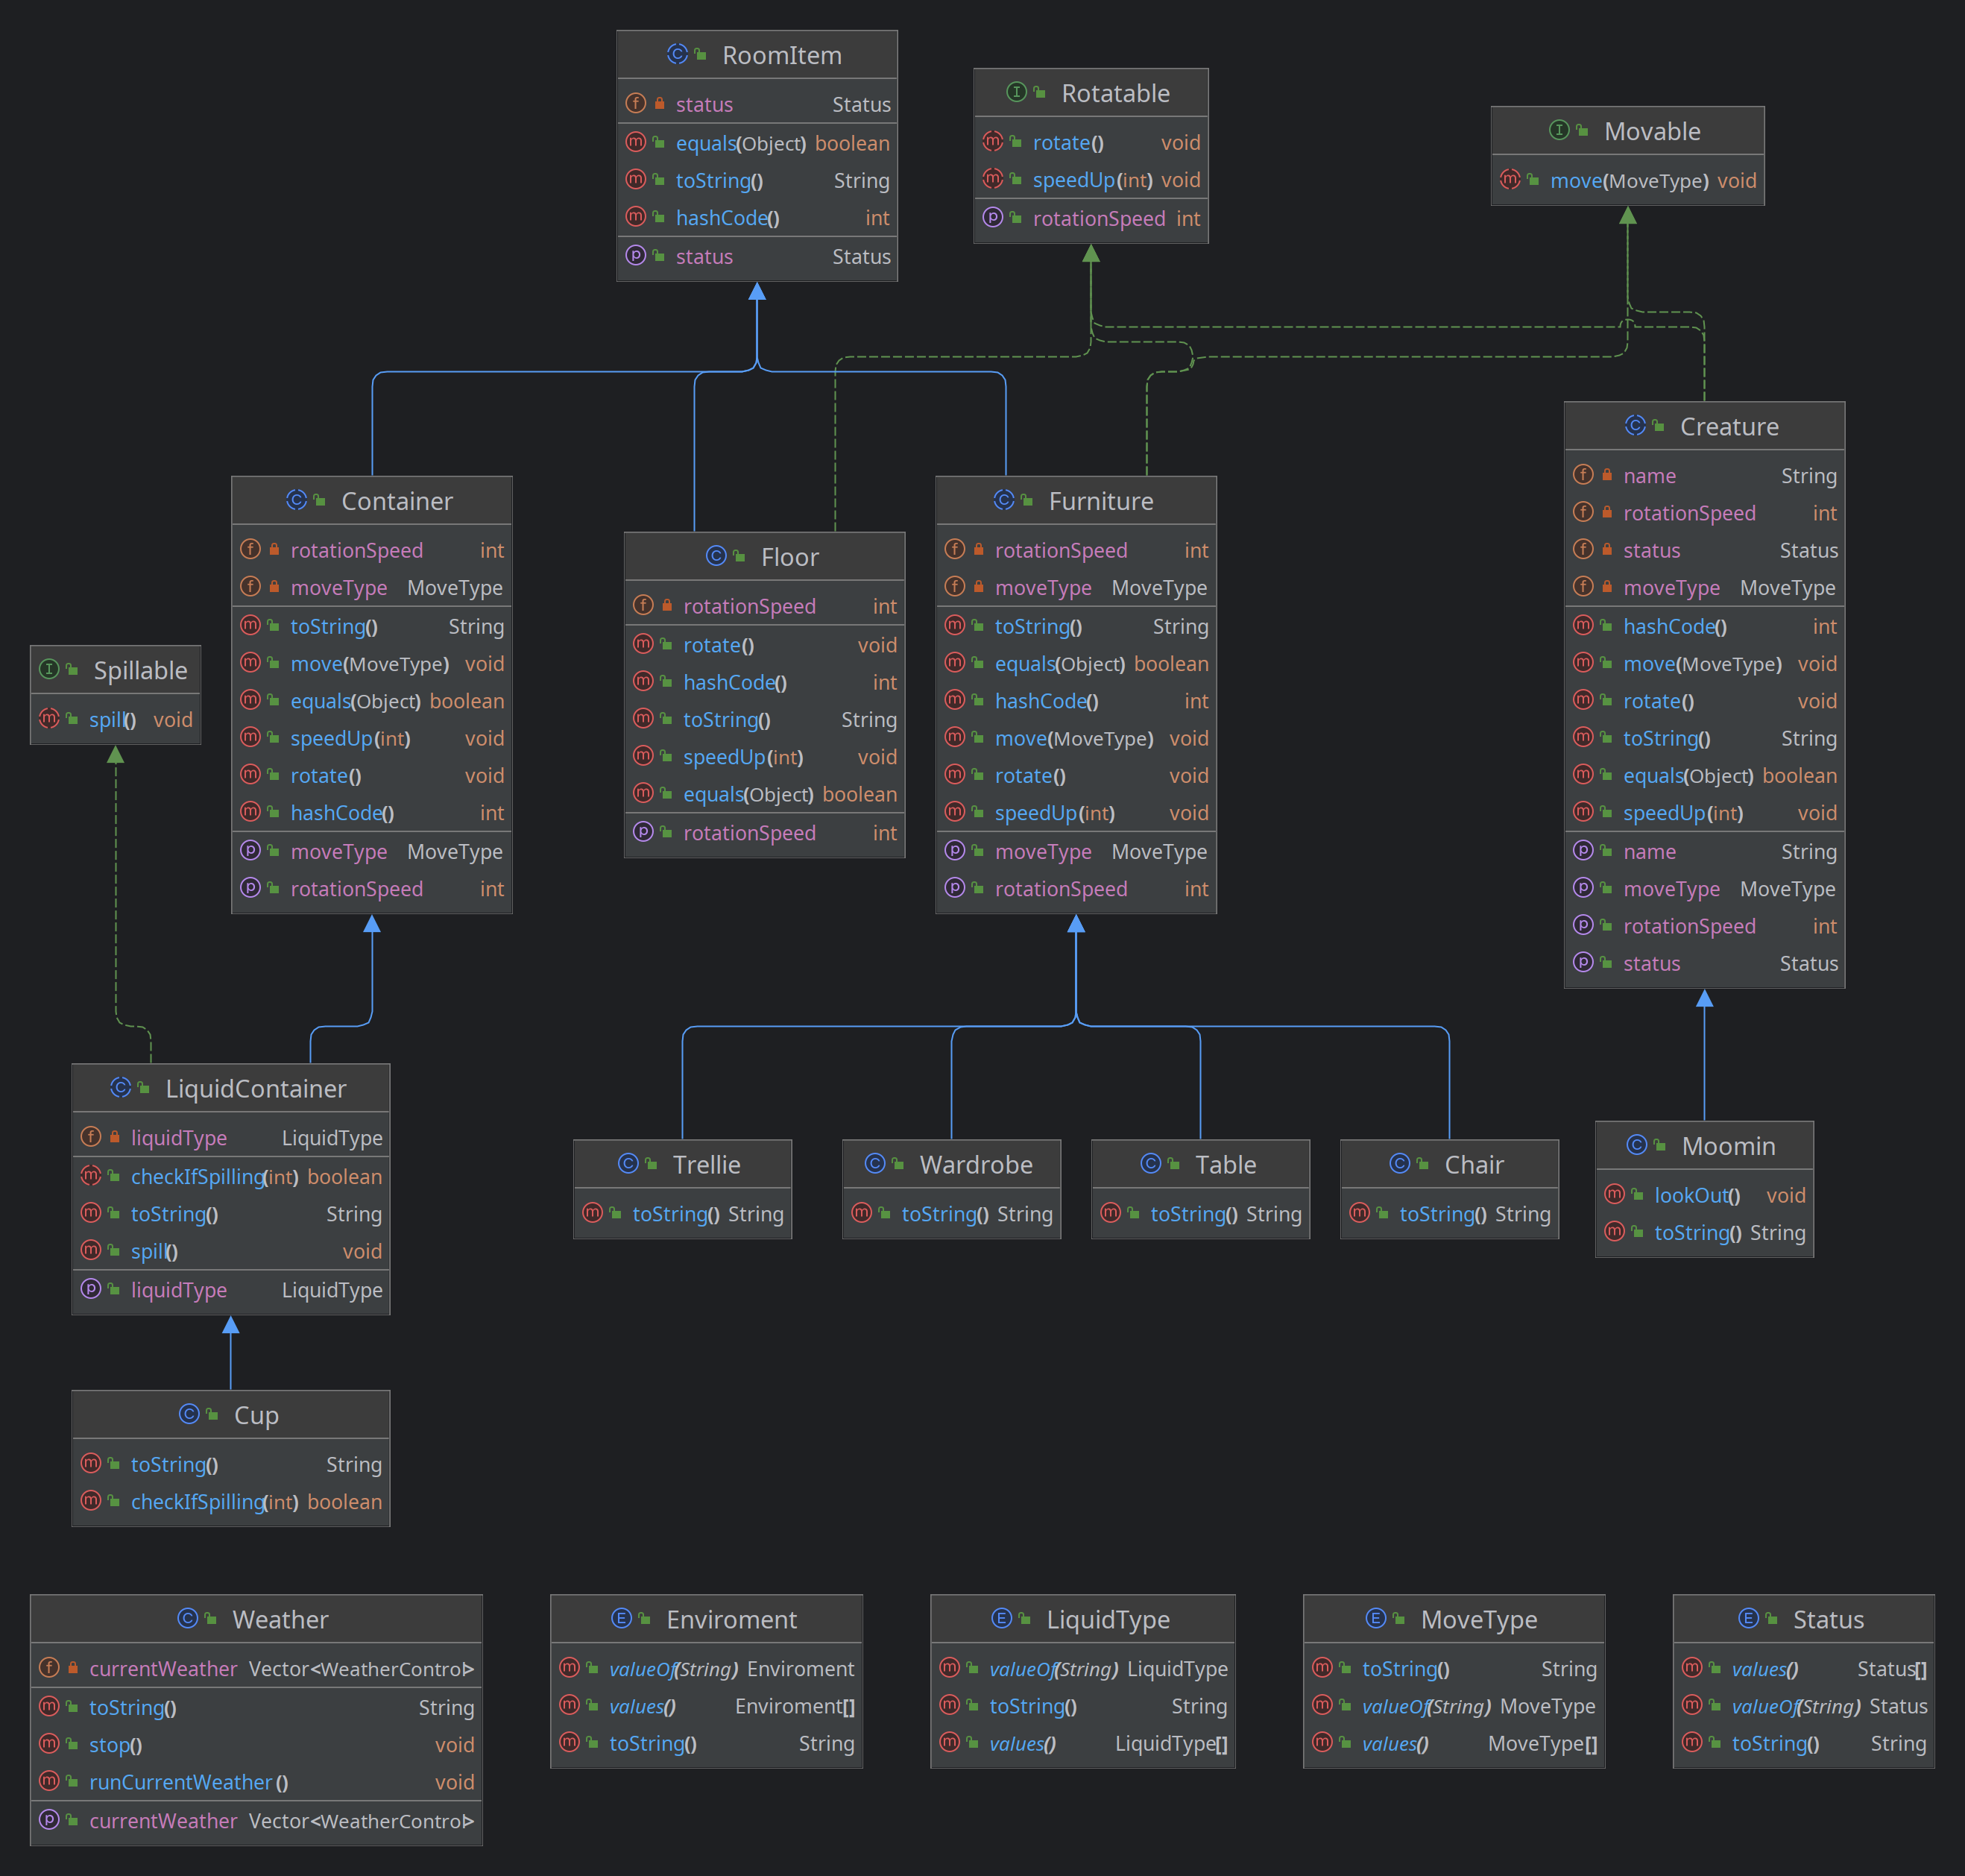 RoomItem
status Status
equals(Object) boolean
toString() String
hashCode() int
status Status
Rotatable
rotate() void
speedUp(int) void
rotationSpeed int
Movable
move(MoveType) void
Container
rotationSpeed int
moveType MoveType
toString() String
move(MoveType) void
equals(Object) boolean
speedUp(int) void
rotate() void
hashCode() int
moveType MoveType
rotationSpeed int
Floor
rotationSpeed int
rotate() void
hashCode() int
toString() String
speedUp(int) void
equals(Object) boolean
rotationSpeed int
Furniture
rotationSpeed int
moveType MoveType
toString() String
equals(Object) boolean
hashCode() int
move(MoveType) void
rotate() void
speedUp(int) void
moveType MoveType
rotationSpeed int
Creature
name String
rotationSpeed int
status Status
moveType MoveType
hashCode() int
move(MoveType) void
rotate() void
toString() String
equals(Object) boolean
speedUp(int) void
name String
moveType MoveType
rotationSpeed int
status Status
Spillable
spill() void
LiquidContainer
liquidType LiquidType
checkIfSpilling(int) boolean
toString() String
spill() void
liquidType LiquidType
Trellie
toString() String
Wardrobe
toString() String
Table
toString() String
Chair
toString() String
Moomin
lookOut() void
toString() String
Cup
toString() String
checkIfSpilling(int) boolean
Weather
currentWeather Vector<WeatherControl>
toString() String
stop() void
runCurrentWeather() void
currentWeather Vector<WeatherControl>
Enviroment
valueOf(String) Enviroment
values() Enviroment[]
toString() String
LiquidType
valueOf(String) LiquidType
toString() String
values() LiquidType[]
MoveType
toString() String
valueOf(String) MoveType
values() MoveType[]
Status
values() Status[]
valueOf(String) Status
toString() String